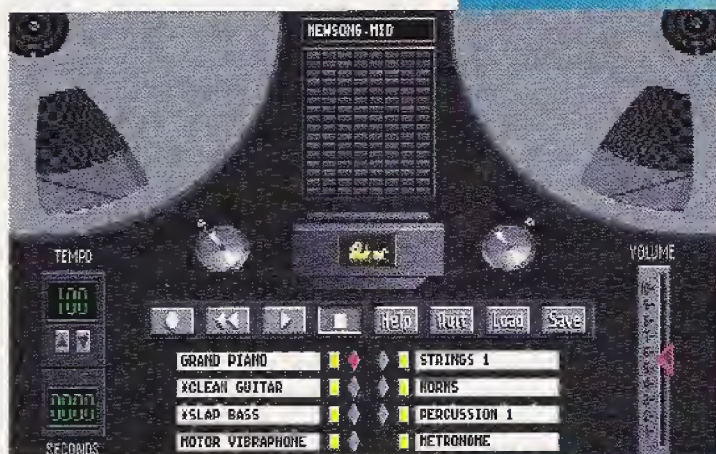 NEWSONG.MID
TEMPO
VOLUME
100
Help Quit Load Save
GRAND PIANO
STRINGS 1
XCLEAN GUITAR
HORNS
XSLAP BASS
PERCUSSION 1
0000
MOTOR VIBRAPHONE
METRONOME
SECONDS